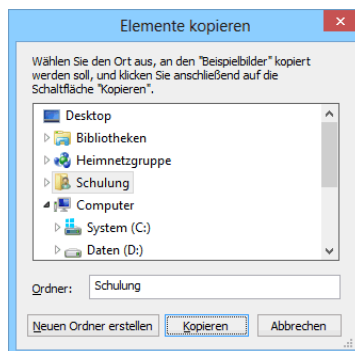 Elemente kopieren
Wählen Sie den Ort aus, an den "Beispielbilder" kopiert
werden soll, und klicken Sie anschließend auf die
Schaltfläche "Kopieren".
Desktop
Bibliotheken
Heimnetzgruppe
Schulung
Computer
System (C:)
Daten (D:)
Ordner: Schulung
Neuen Ordner erstellen Kopieren Abbrechen